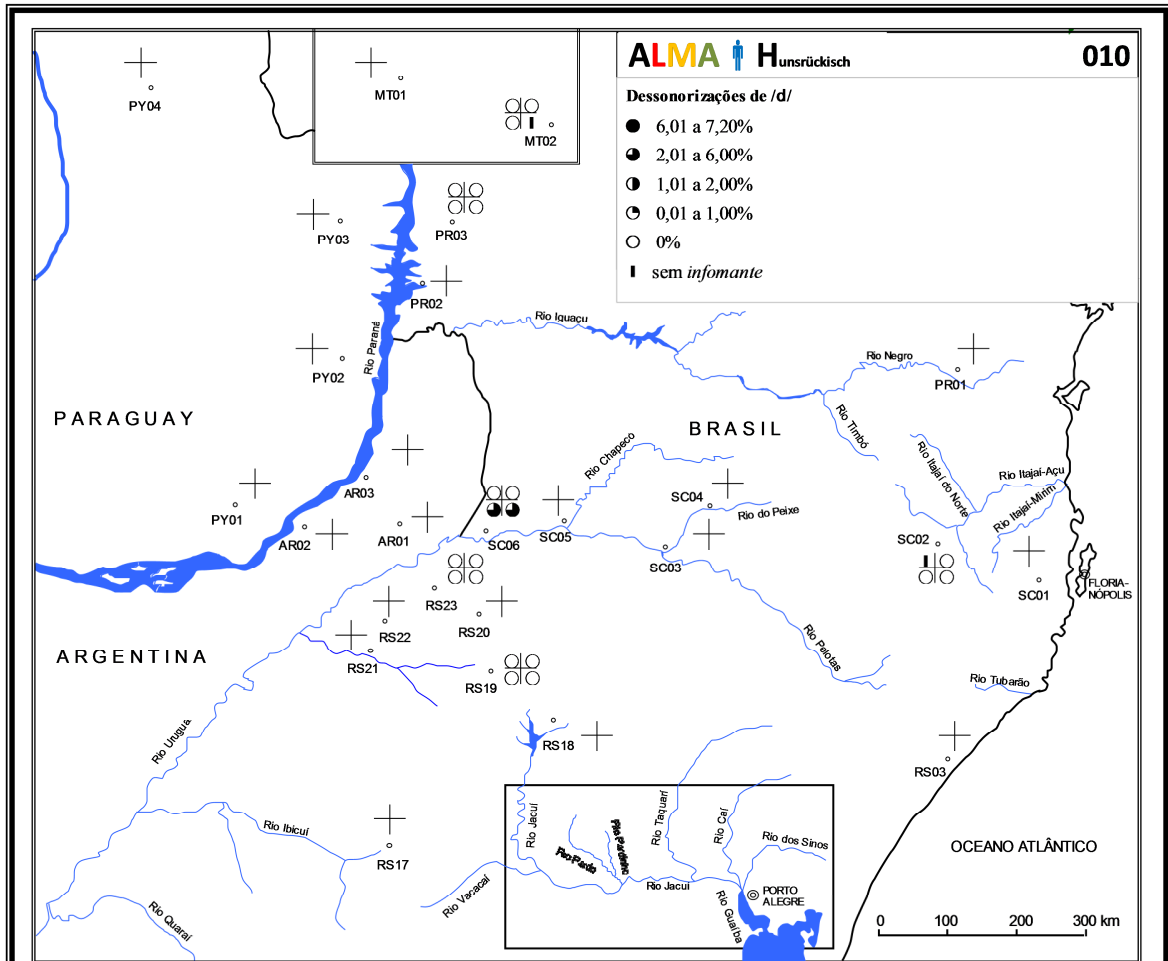 ALMA Hunsrückisch 010
Dessonorizações de /d/
6,01 a 7,20%
2,01 a 6,00%
1,01 a 2,00%
0,01 a 1,00%
0%
sem infomante
PY04
MT01
MT02
PY03
PR03
PR02
Rio Iguaçu
Rio Paraná
PY02
Rio Negro
PR01
PARAGUAY
BRASIL
Rio Timbó
Rio Chapeco
Rio Itajaí do Norte
Rio Itajaí-Açu
Rio Itajaí-Mirim
AR03
SC04
Rio do Peixe
PY01
AR02
AR01
SC06
SC05
SC02
SC03
SC01
FLORIA-
NÓPOLIS
RS23
RS22
RS20
ARGENTINA
RS21
RS19
Rio Pelotas
Rio Tubarão
Rio Urugua
RS18
RS03
Rio Jacuí
Rio Taquarí
Rio Caí
Rio Ibicuí
Rio Pardo
Rio Pardinho
Rio dos Sinos
RS17
OCEANO ATLÂNTICO
Rio Vacacaí
Rio Jacuí
PORTO
ALEGRE
Rio Guaíba
Rio Quaraí
0 100 200 300 km